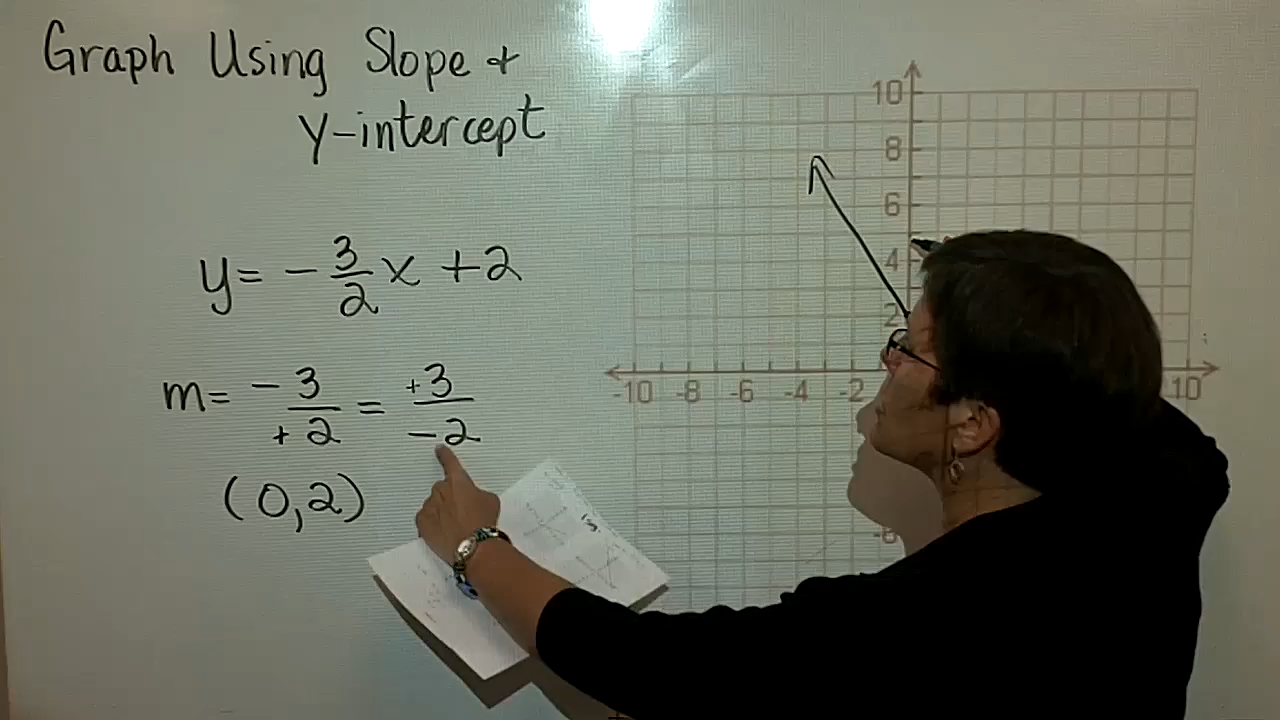 Graph Using Slope +
y-intercept
y = -3/2 x + 2
m = -3/+2 = +3/-2
(0,2)
10
8
6
4
2
-10 -8 -6 -4 -2 10